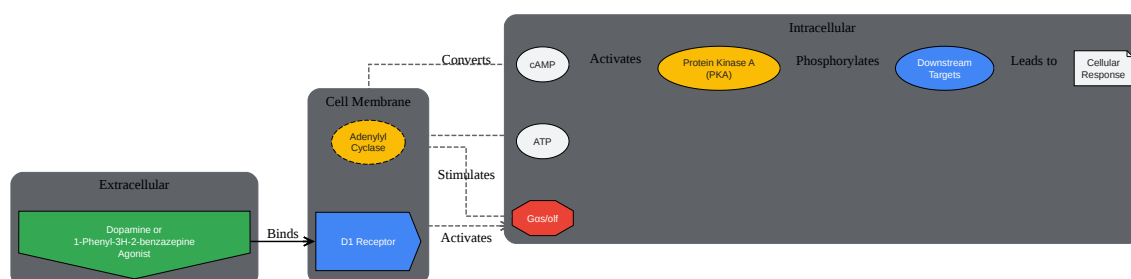 Intracellular
Converts
cAMP
Activates
Protein Kinase A
(PKA)
Phosphorylates
Downstream
Targets
Leads to
Cellular
Response
Cell Membrane
Adenylyl
Cyclase
ATP
Stimulates
Extracellular
Dopamine or
1-Phenyl-3H-2-benzazepine
Agonist
Binds
D1 Receptor
Activates
Gαs/olf